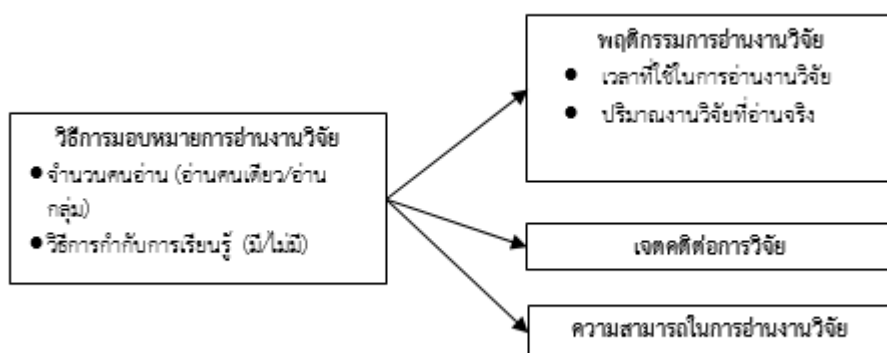 วิธีการมอบหมายการอ่านงานวิจัย
● จำนวนคนอ่าน (อ่านคนเดียว/อ่าน
กลุ่ม)
● วิธีการกำกับการเรียนรู้ (มี/ไม่มี)
พฤติกรรมการอ่านงานวิจัย
● เวลาที่ใช้ในการอ่านงานวิจัย
● ปริมาณงานวิจัยที่อ่านจริง
เจตคติต่อการวิจัย
ความสามารถในการอ่านงานวิจัย